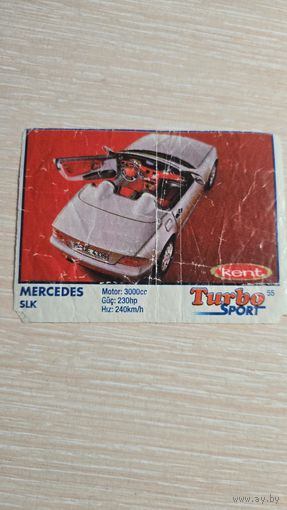 kent
MERCEDES
SLK
Motor: 3000cc
Güç: 230hp
Hız: 240km/h
Turbo 55
SPORT
www.ay.by